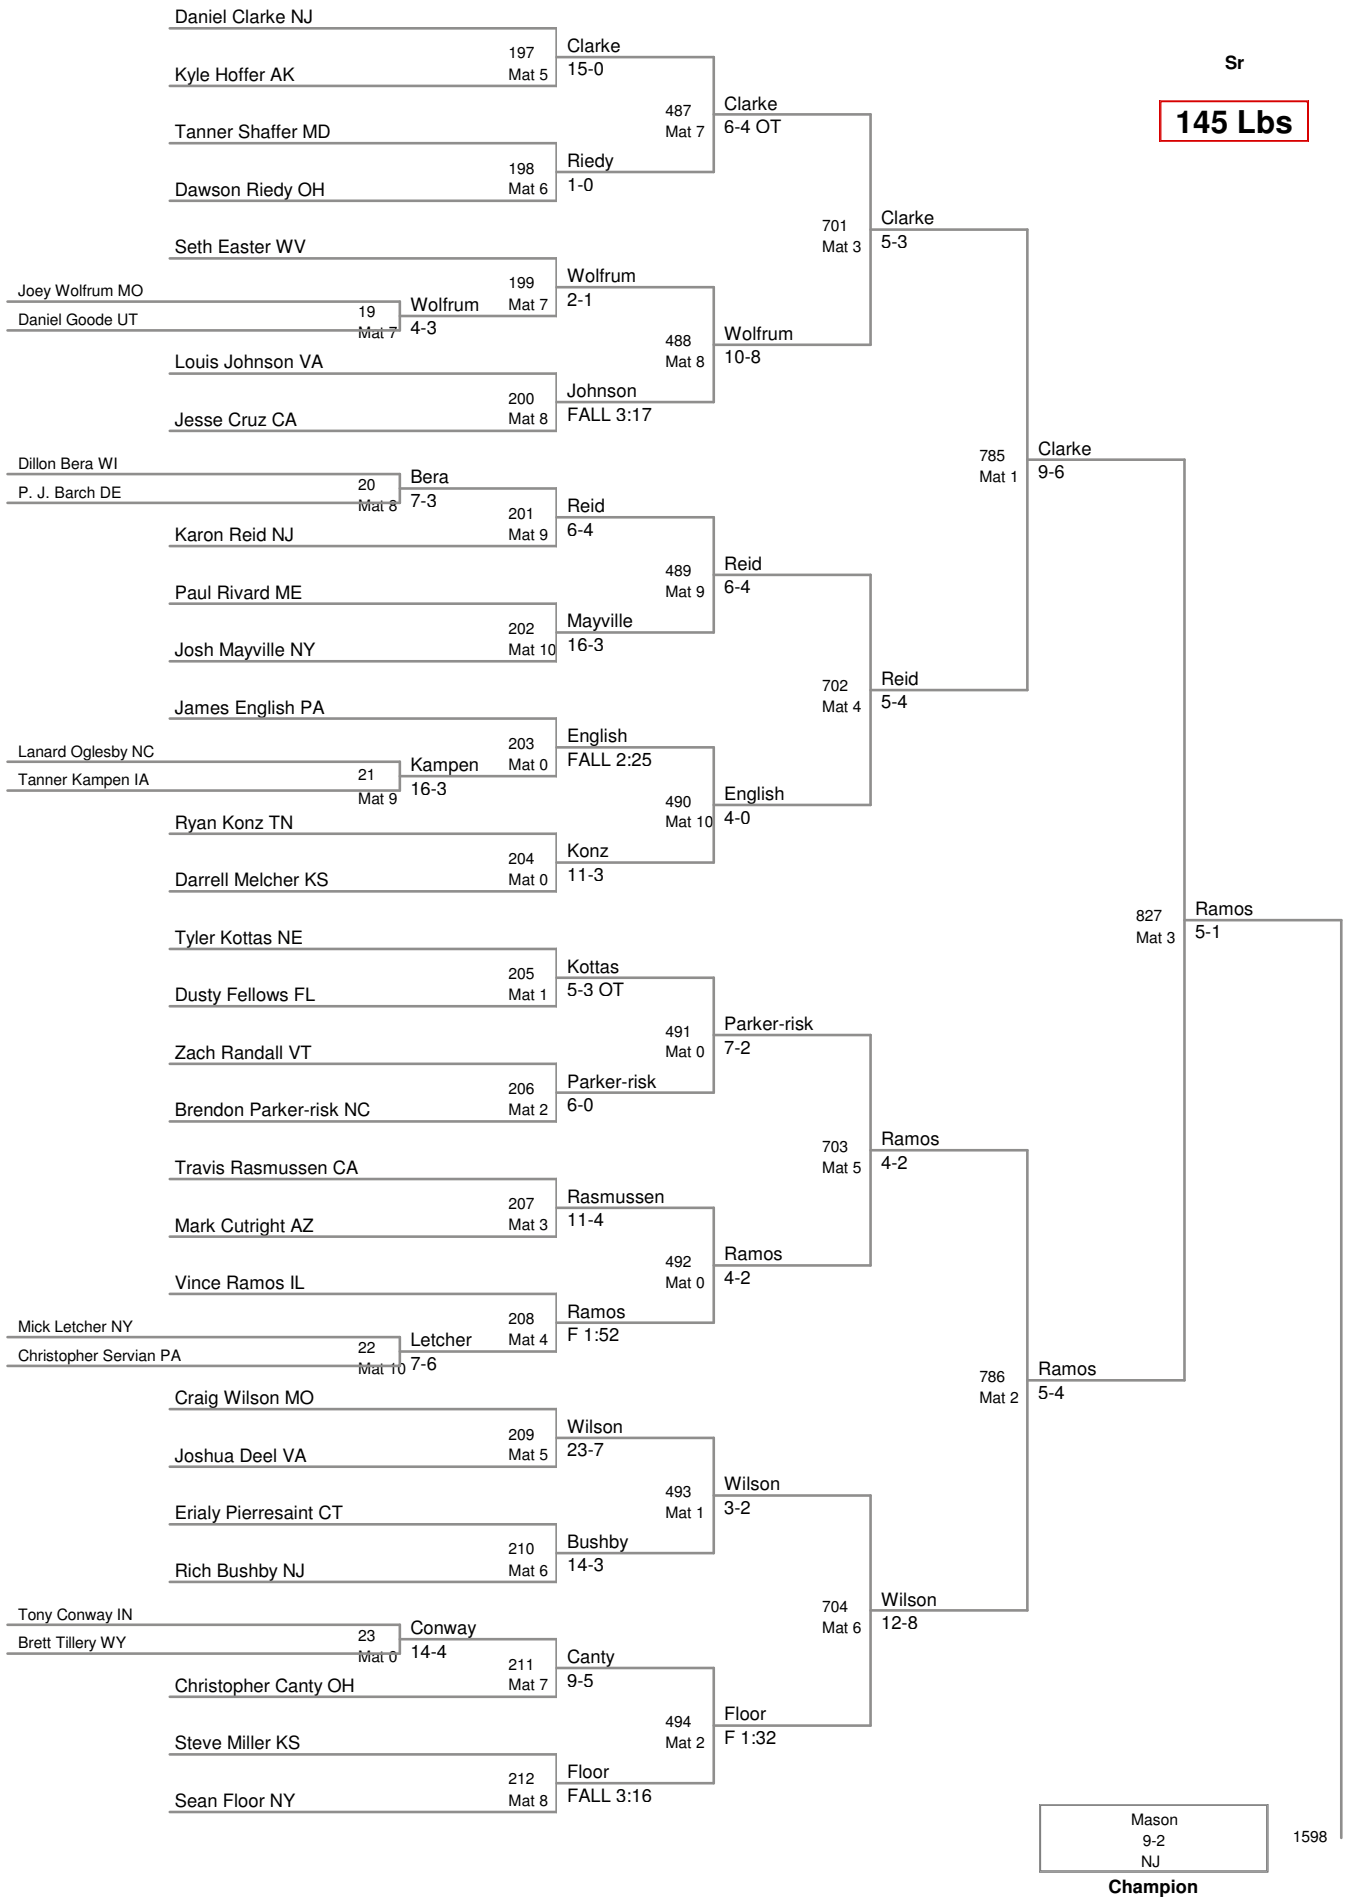 Daniel Clarke NJ
197
Mat 5
Clarke
15-0
Kyle Hoffer AK
Sr
145 Lbs
487
Mat 7
Clarke
6-4 OT
Tanner Shaffer MD
198
Mat 6
Riedy
1-0
Dawson Riedy OH
701
Mat 3
Clarke
5-3
Seth Easter WV
199
Mat 7
Wolfrum
2-1
Joey Wolfrum MO
19
Mat 7
Wolfrum
4-3
Daniel Goode UT
488
Mat 8
Wolfrum
10-8
Louis Johnson VA
200
Mat 8
Johnson
FALL 3:17
Jesse Cruz CA
785
Mat 1
Clarke
9-6
Dillon Bera WI
20
Mat 8
Bera
7-3
P. J. Barch DE
201
Mat 9
Reid
6-4
Karon Reid NJ
489
Mat 9
Reid
6-4
Paul Rivard ME
202
Mat 10
Mayville
16-3
Josh Mayville NY
702
Mat 4
Reid
5-4
James English PA
203
Mat 0
English
FALL 2:25
Lanard Oglesby NC
21
Mat 9
Kampen
16-3
Tanner Kampen IA
490
Mat 10
English
4-0
Ryan Konz TN
204
Mat 0
Konz
11-3
Darrell Melcher KS
827
Mat 3
Ramos
5-1
Tyler Kottas NE
205
Mat 1
Kottas
5-3 OT
Dusty Fellows FL
491
Mat 0
Parker-risk
7-2
Zach Randall VT
206
Mat 2
Parker-risk
6-0
Brendon Parker-risk NC
703
Mat 5
Ramos
4-2
Travis Rasmussen CA
207
Mat 3
Rasmussen
11-4
Mark Cutright AZ
492
Mat 0
Ramos
4-2
Vince Ramos IL
208
Mat 4
Ramos
F 1:52
Mick Letcher NY
22
Mat 10
Letcher
7-6
Christopher Servian PA
786
Mat 2
Ramos
5-4
Craig Wilson MO
209
Mat 5
Wilson
23-7
Joshua Deel VA
493
Mat 1
Wilson
3-2
Erialy Pierresaint CT
210
Mat 6
Bushby
14-3
Rich Bushby NJ
704
Mat 6
Wilson
12-8
Tony Conway IN
23
Mat 0
Conway
14-4
Brett Tillery WY
211
Mat 7
Canty
9-5
Christopher Canty OH
494
Mat 2
Floor
F 1:32
Steve Miller KS
212
Mat 8
Floor
FALL 3:16
Sean Floor NY
Mason
9-2
NJ
1598
Champion